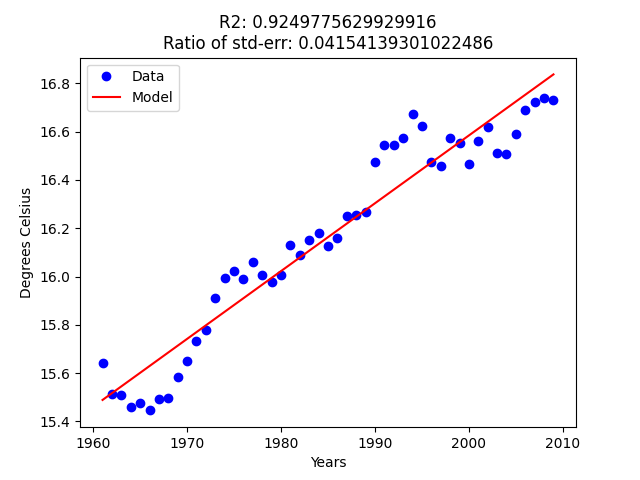 R2: 0.9249775629929916
Ratio of std-err: 0.04154139301022486
Data
Model
Degrees Celsius
16.8
16.6
16.4
16.2
16.0
15.8
15.6
15.4
1960 1970 1980 1990 2000 2010
Years